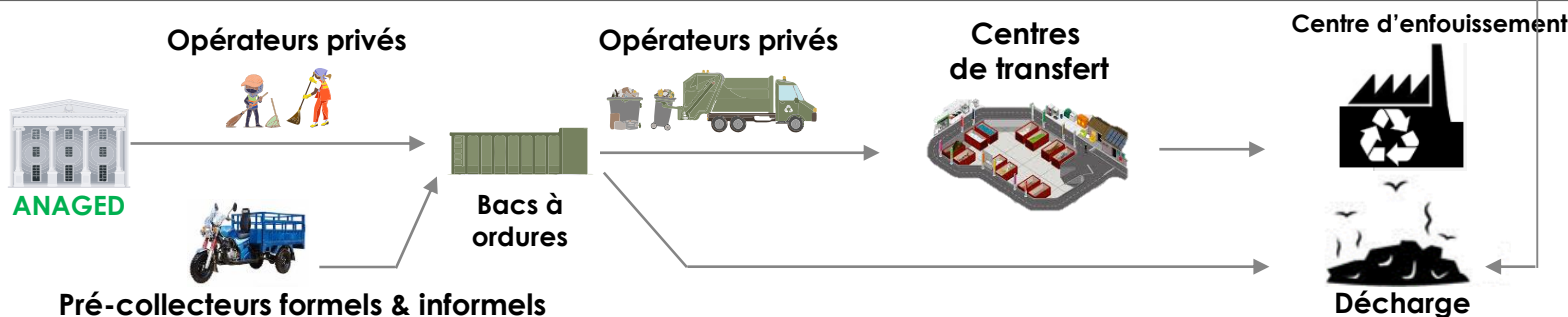 Opérateurs privés
Opérateurs privés
Centres
de transfert
Centre d’enfouissement
ANAGED
Bacs à
ordures
Pré-collecteurs formels & informels
Décharge